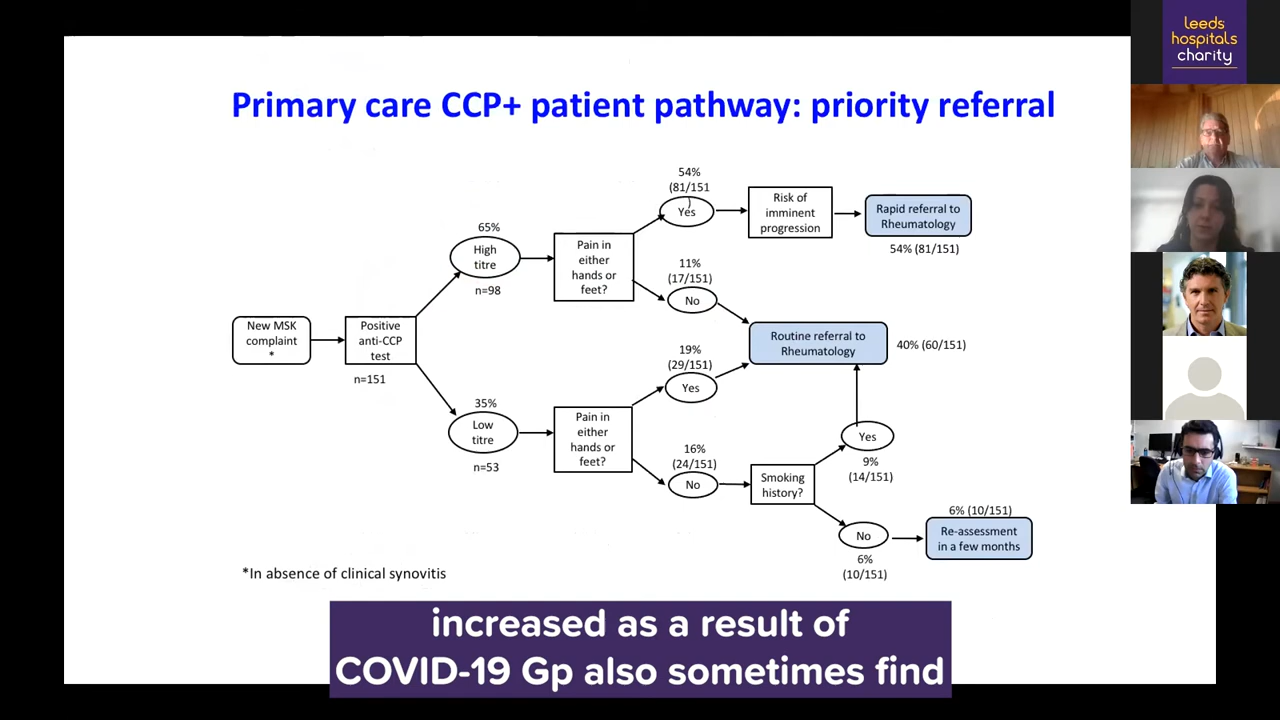 leeds
hospitals
charity
Primary care CCP+ patient pathway: priority referral
54%
(81/151
)
Yes
Risk of
imminent
progression
Rapid referral to
Rheumatology
54% (81/151)
65%
High
titre
n=98
Pain in
either
hands or
feet?
11%
(17/151)
No
New MSK
complaint
*
Positive
anti-CCP
test
n=151
Routine referral to
Rheumatology
40% (60/151)
19%
(29/151)
Yes
35%
Low
titre
n=53
Pain in
either
hands or
feet?
16%
(24/151)
No
Smoking
history?
Yes
9%
(14/151)
No
6%
(10/151)
6% (10/151)
Re-assessment
in a few months
*In absence of clinical synovitis
increased as a result of
COVID-19 Gp also sometimes find